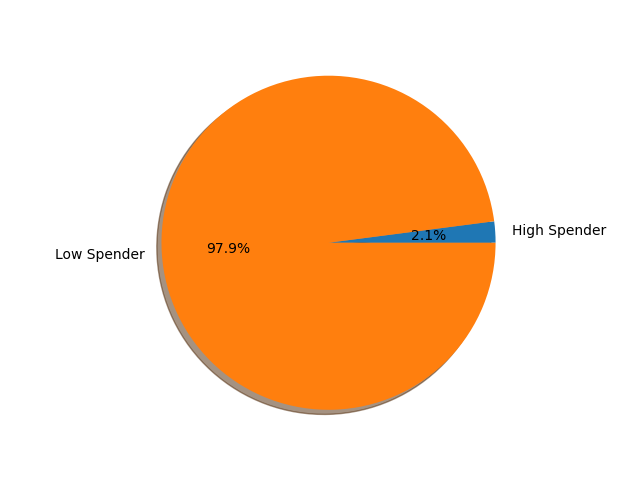 High Spender
2.1%
97.9%
Low Spender